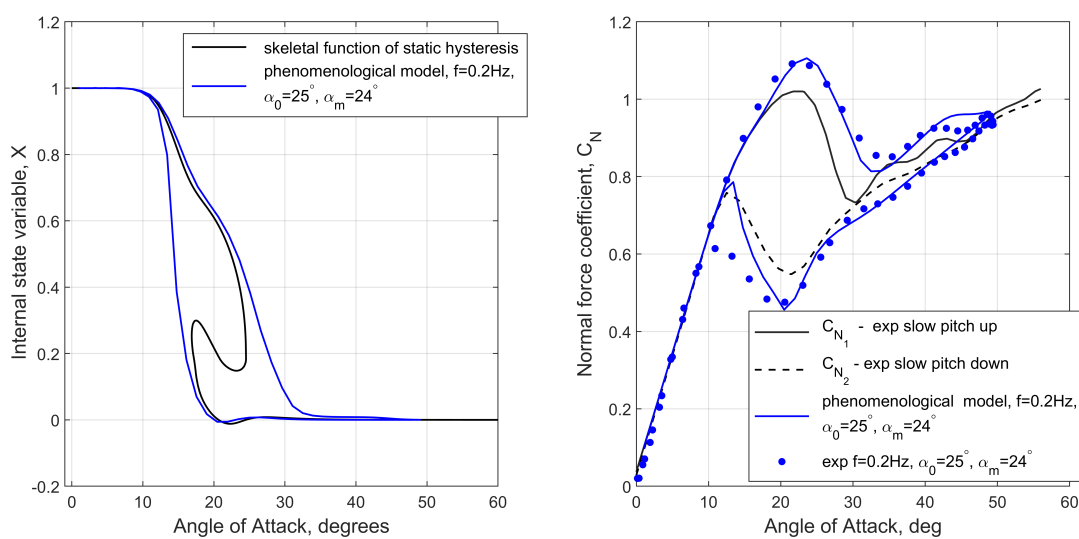 1.2
1
0.8
0.6
0.4
0.2
0
-0.2
0 10 20 30 40 50 60
Internal state variable, X
Angle of Attack, degrees
skeletal function of static hysteresis
phenomenological model, f=0.2Hz,
α0=25°, αm=24°
1.2
1
0.8
0.6
0.4
0.2
0
0 10 20 30 40 50 60
Normal force coefficient, CN
Angle of Attack, deg
CN1 - exp slow pitch up
CN2 - exp slow pitch down
phenomenological model, f=0.2Hz,
α0=25°, αm=24°
exp f=0.2Hz, α0=25°, αm=24°